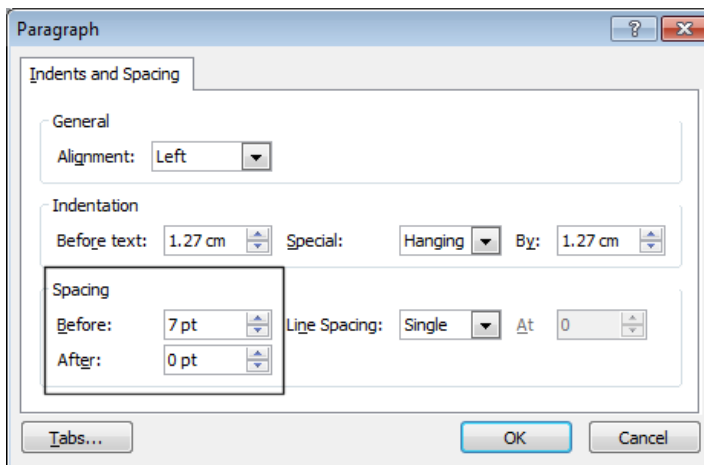 Paragraph
Indents and Spacing
General
Alignment: Left
Indentation
Before text: 1.27 cm Special: Hanging By: 1.27 cm
Spacing
Before: 7 pt Line Spacing: Single At 0
After: 0 pt
Tabs... OK Cancel